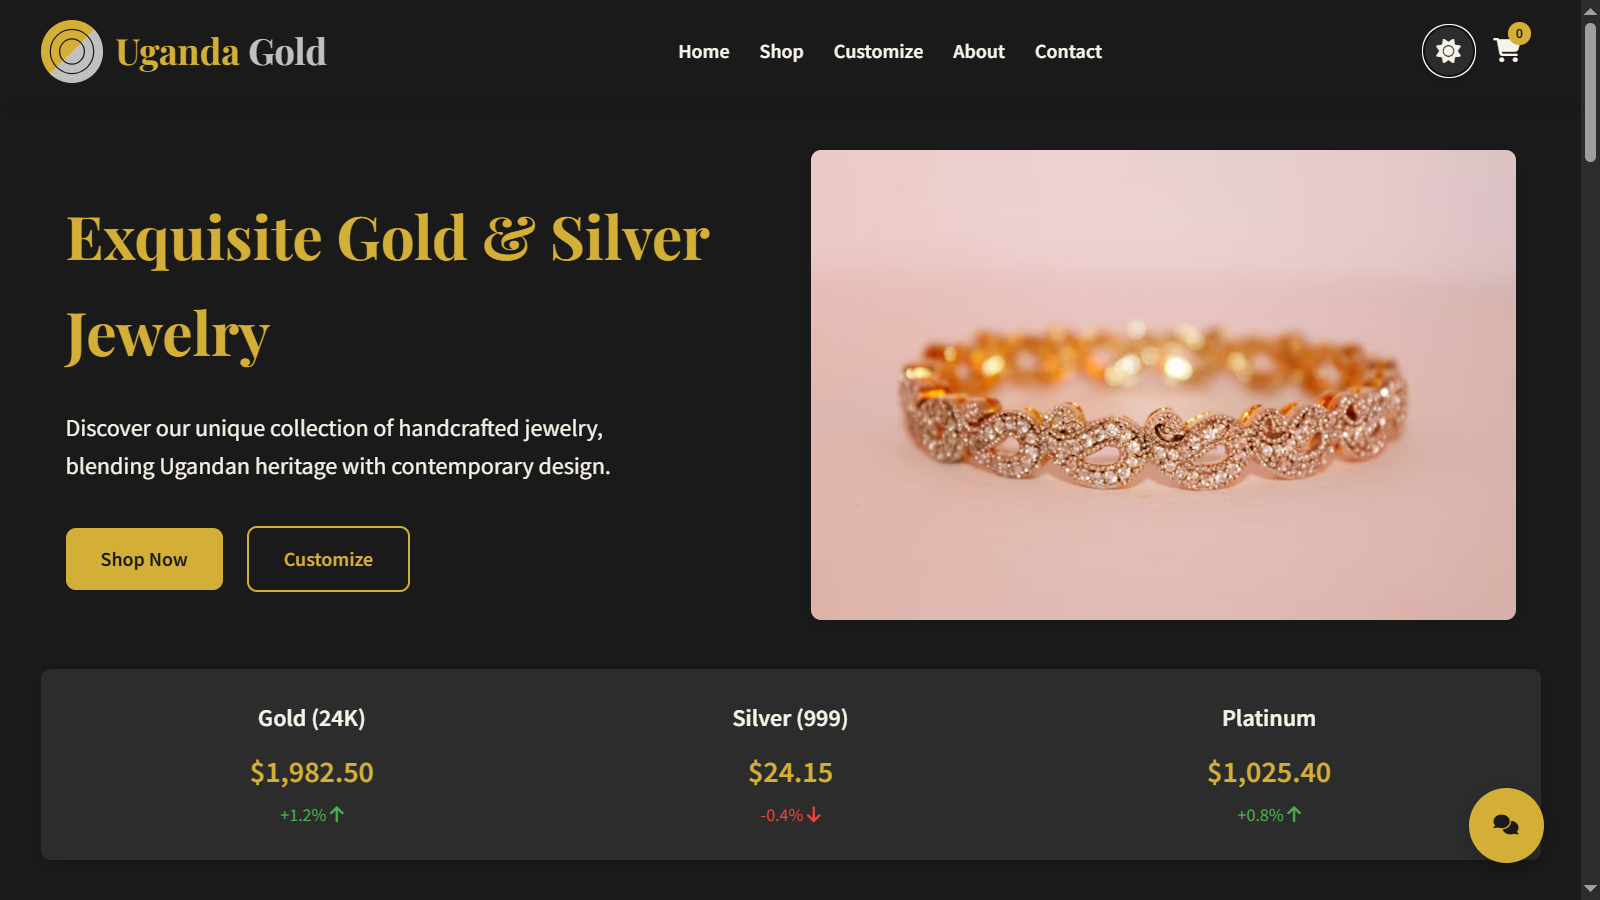 Uganda Gold
Home Shop Customize About Contact
0
Exquisite Gold & Silver
Jewelry
Discover our unique collection of handcrafted jewelry,
blending Ugandan heritage with contemporary design.
Shop Now
Customize
Gold (24K)
$1,982.50
+1.2%
Silver (999)
$24.15
-0.4%
Platinum
$1,025.40
+0.8%